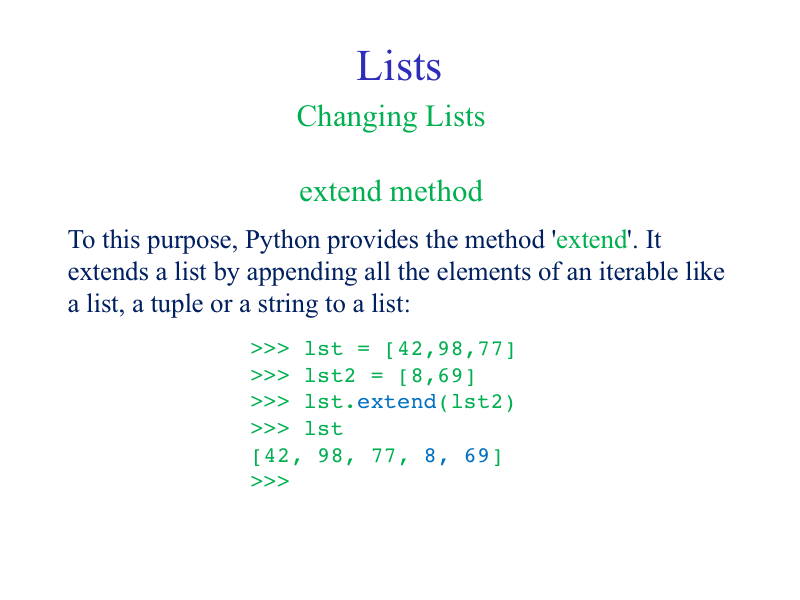 Lists
Changing Lists
extend method
To this purpose, Python provides the method 'extend'. It
extends a list by appending all the elements of an iterable like
a list, a tuple or a string to a list:
>>> lst = [42,98,77]
>>> lst2 = [8,69]
>>> lst.extend(lst2)
>>> lst
[42, 98, 77, 8, 69]
>>>